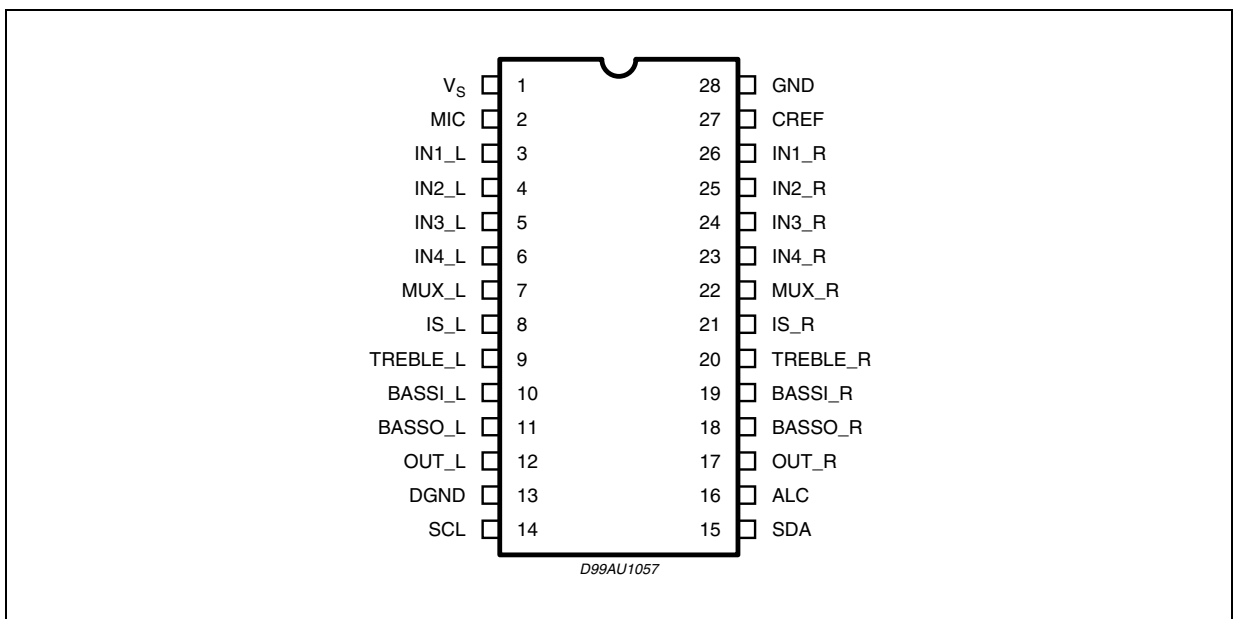 VS 1 28 GND
MIC 2 27 CREF
IN1_L 3 26 IN1_R
IN2_L 4 25 IN2_R
IN3_L 5 24 IN3_R
IN4_L 6 23 IN4_R
MUX_L 7 22 MUX_R
IS_L 8 21 IS_R
TREBLE_L 9 20 TREBLE_R
BASSI_L 10 19 BASSI_R
BASSO_L 11 18 BASSO_R
OUT_L 12 17 OUT_R
DGND 13 16 ALC
SCL 14 15 SDA
D99AU1057